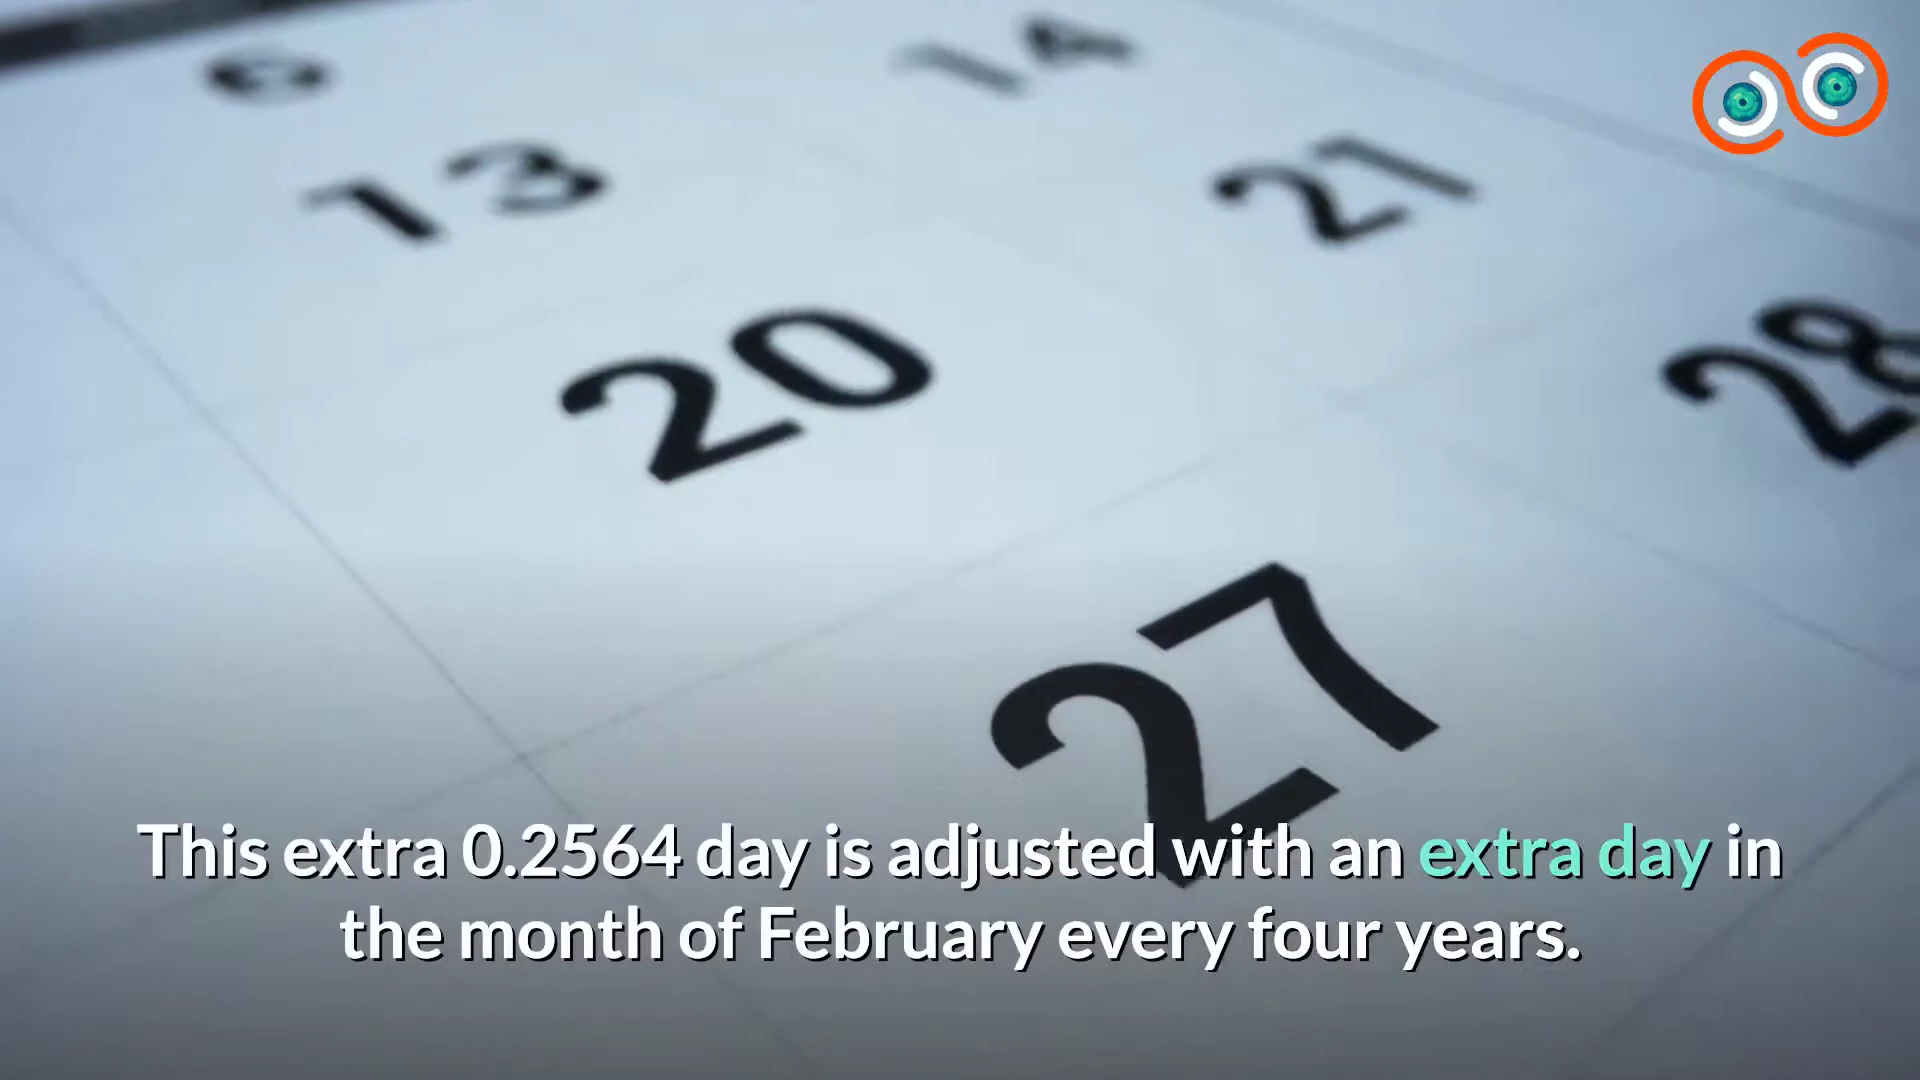 6 14
13 21
20 28
27
This extra 0.2564 day is adjusted with an extra day in
the month of February every four years.